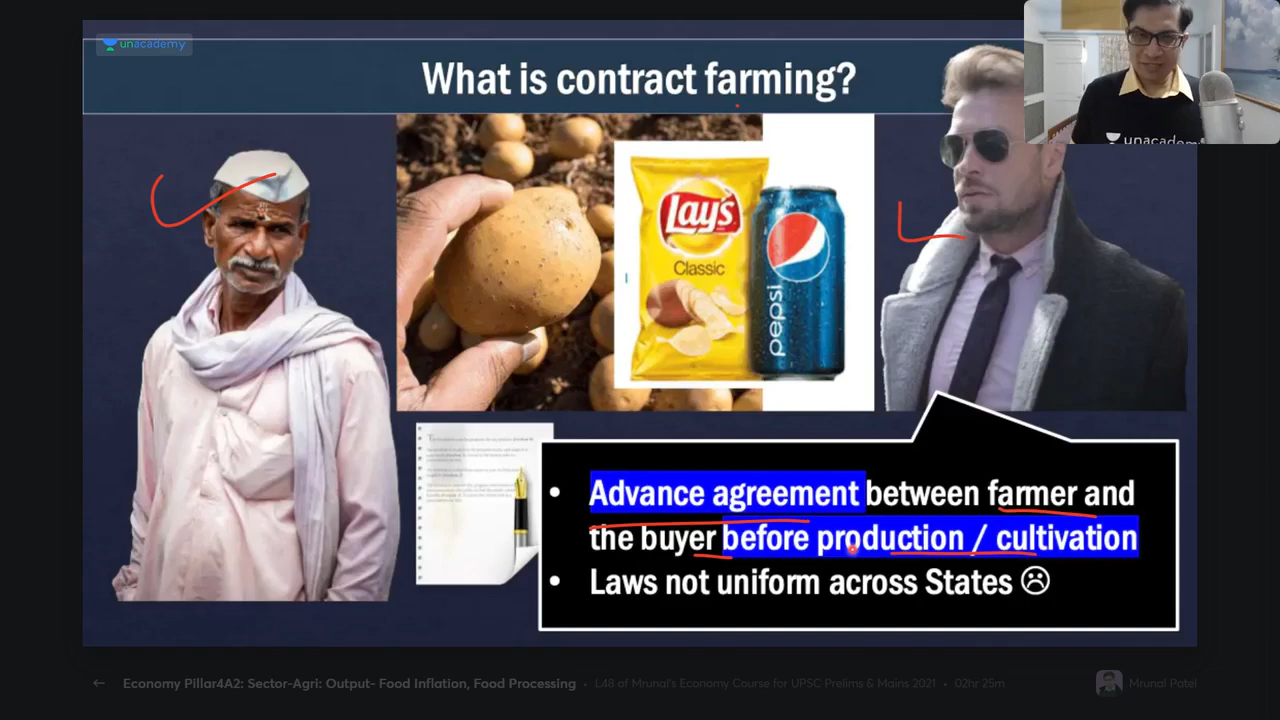 unacademy
What is contract farming?
Lay's
Classic
pepsi
unacademy
• Advance agreement between farmer and
the buyer before production / cultivation
• Laws not uniform across States ☹
← Economy Pillar4A2: Sector-Agri: Output- Food Inflation, Food Processing • L48 of Mrunal's Economy Course for UPSC Prelims & Mains 2021 • 02hr 25m
Mrunal Patel